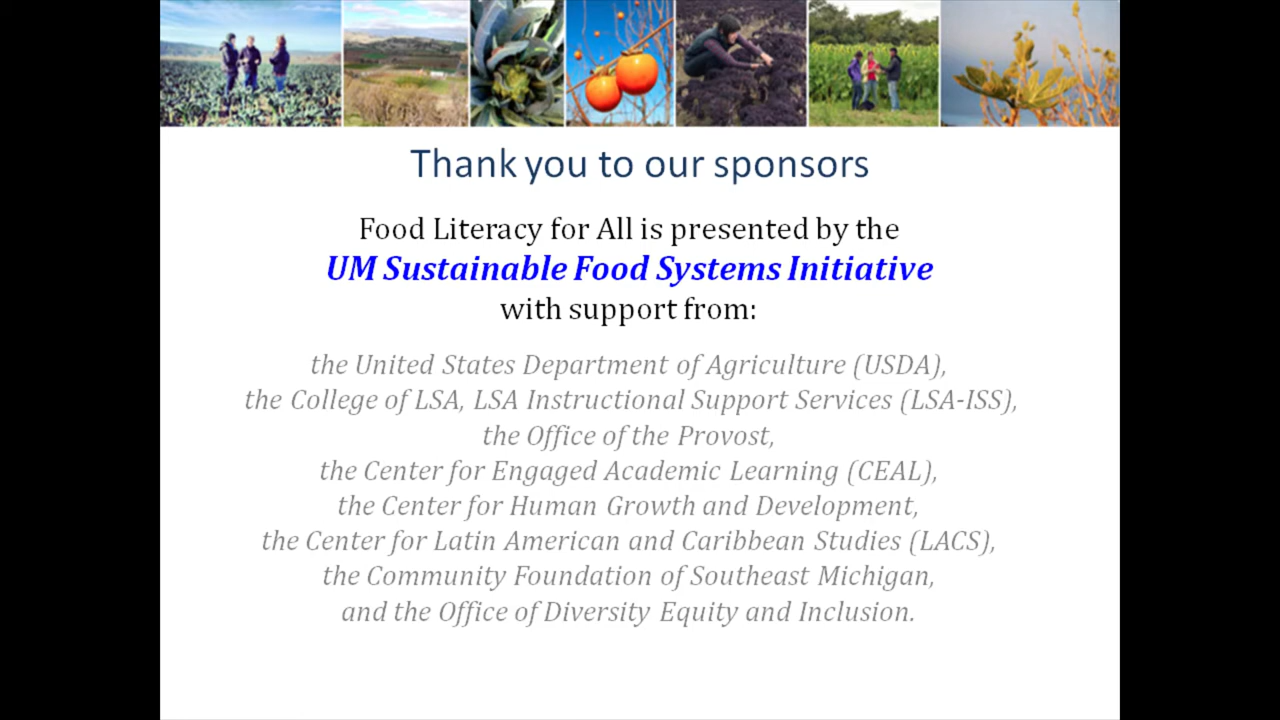 Thank you to our sponsors
Food Literacy for All is presented by the
UM Sustainable Food Systems Initiative
with support from:
the United States Department of Agriculture (USDA),
the College of LSA, LSA Instructional Support Services (LSA-ISS),
the Office of the Provost,
the Center for Engaged Academic Learning (CEAL),
the Center for Human Growth and Development,
the Center for Latin American and Caribbean Studies (LACS),
the Community Foundation of Southeast Michigan,
and the Office of Diversity Equity and Inclusion.